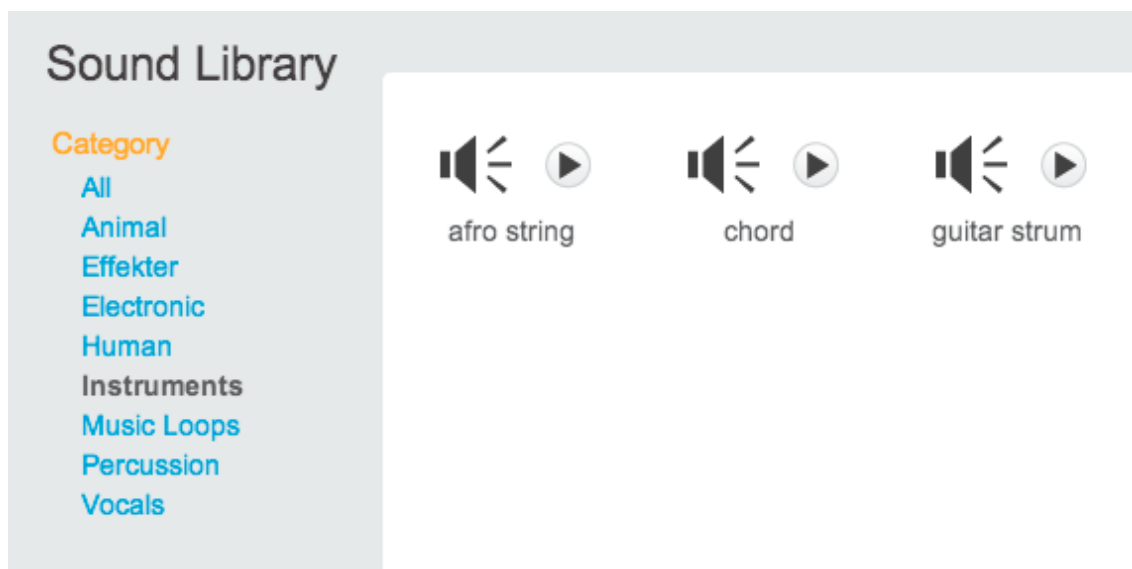 Sound Library
Category
All
Animal
Effekter
Electronic
Human
Instruments
Music Loops
Percussion
Vocals
afro string
chord
guitar strum